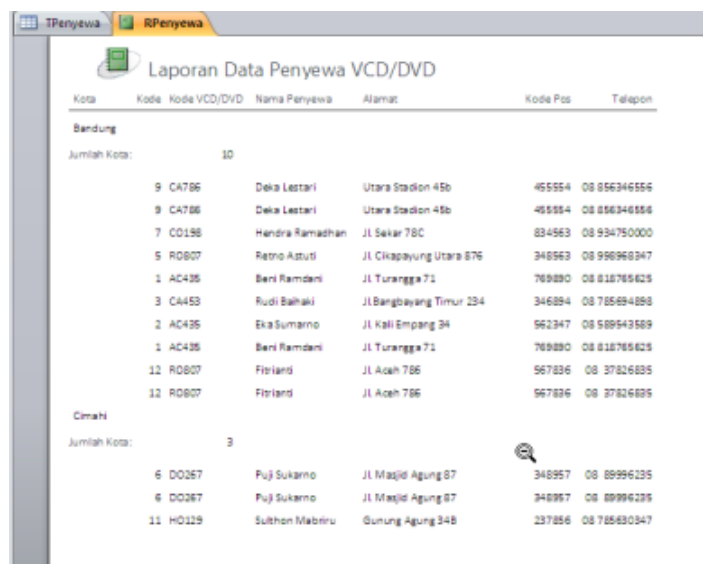 TPenyewa RPenyewa
Laporan Data Penyewa VCD/DVD
Kota Kode Kode VCD/DVD Nama Penyewa Alamat Kode Pos Telepon
Bandung
Jumlah Kota: 10
9 CA786 Deka Lestari Utara Stadion 45b 455554 08 856346556
9 CA786 Deka Lestari Utara Stadion 45b 455554 08 856346556
7 CO198 Hendra Ramadhan Jl. Sekar 78C 834563 08 934750000
5 RO807 Retno Astuti Jl. Cikapayung Utara 876 348563 08 998968347
1 AC435 Beni Ramdani Jl. Turangga 71 769890 08 818765625
3 CA453 Rudi Baihaki Jl.Bangbayang Timur 234 346894 08 785694898
2 AC435 Eka Sumarno Jl. Kali Empang 34 562347 08 589543589
1 AC435 Beni Ramdani Jl. Turangga 71 769890 08 818765625
12 RO807 Fitrianti Jl. Aceh 786 567836 08 37826835
12 RO807 Fitrianti Jl. Aceh 786 567836 08 37826835
Cimahi
Jumlah Kota: 3
6 DO267 Puji Sukarno Jl. Masjid Agung 87 348957 08 89996235
6 DO267 Puji Sukarno Jl. Masjid Agung 87 348957 08 89996235
11 HO129 Sulthon Mabriru Gunung Agung 34B 237856 08 785630347